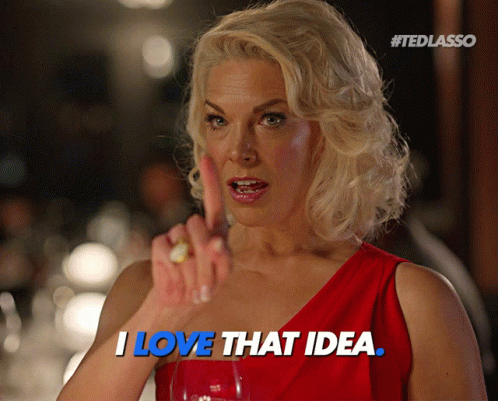 #TEDLASSO
I LOVE THAT IDEA.